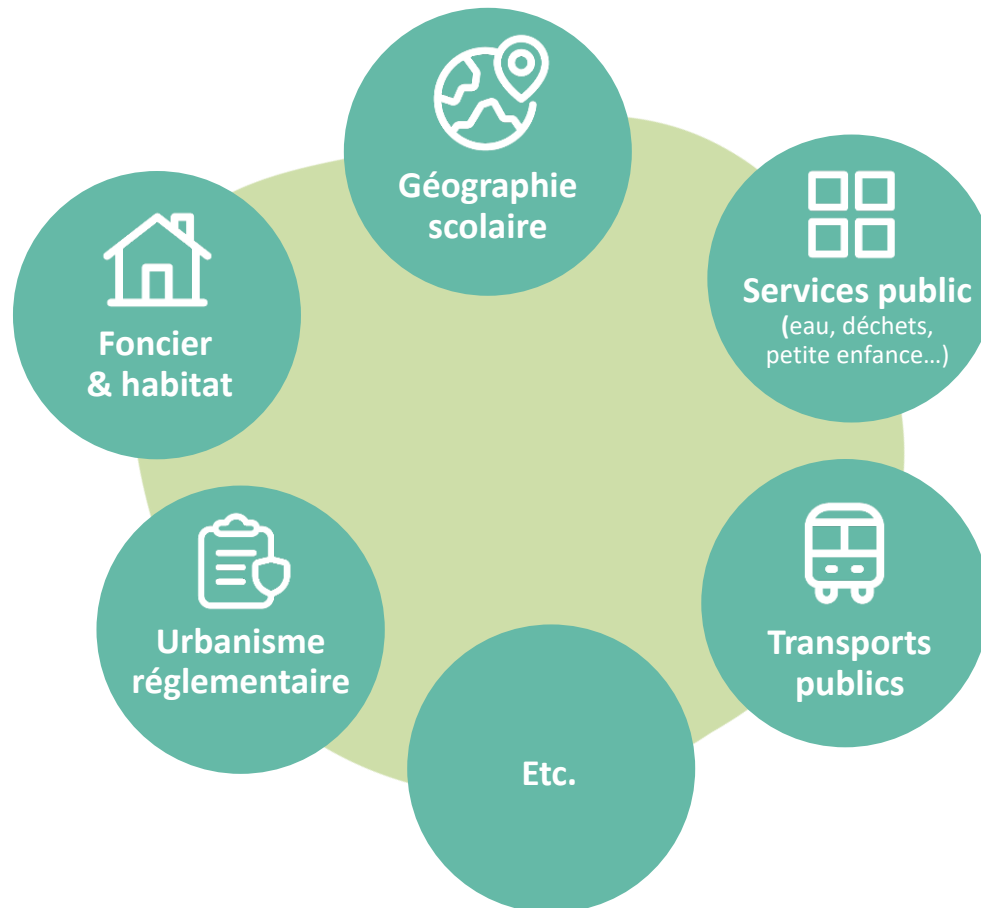 Géographie
scolaire
Services public
(eau, déchets,
petite enfance...)
Foncier
& habitat
Urbanisme
réglementaire
Transports
publics
Etc.